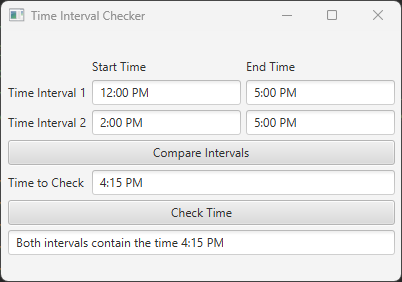 Time Interval Checker
Start Time End Time
Time Interval 1 12:00 PM 5:00 PM
Time Interval 2 2:00 PM 5:00 PM
Compare Intervals
Time to Check 4:15 PM
Check Time
Both intervals contain the time 4:15 PM